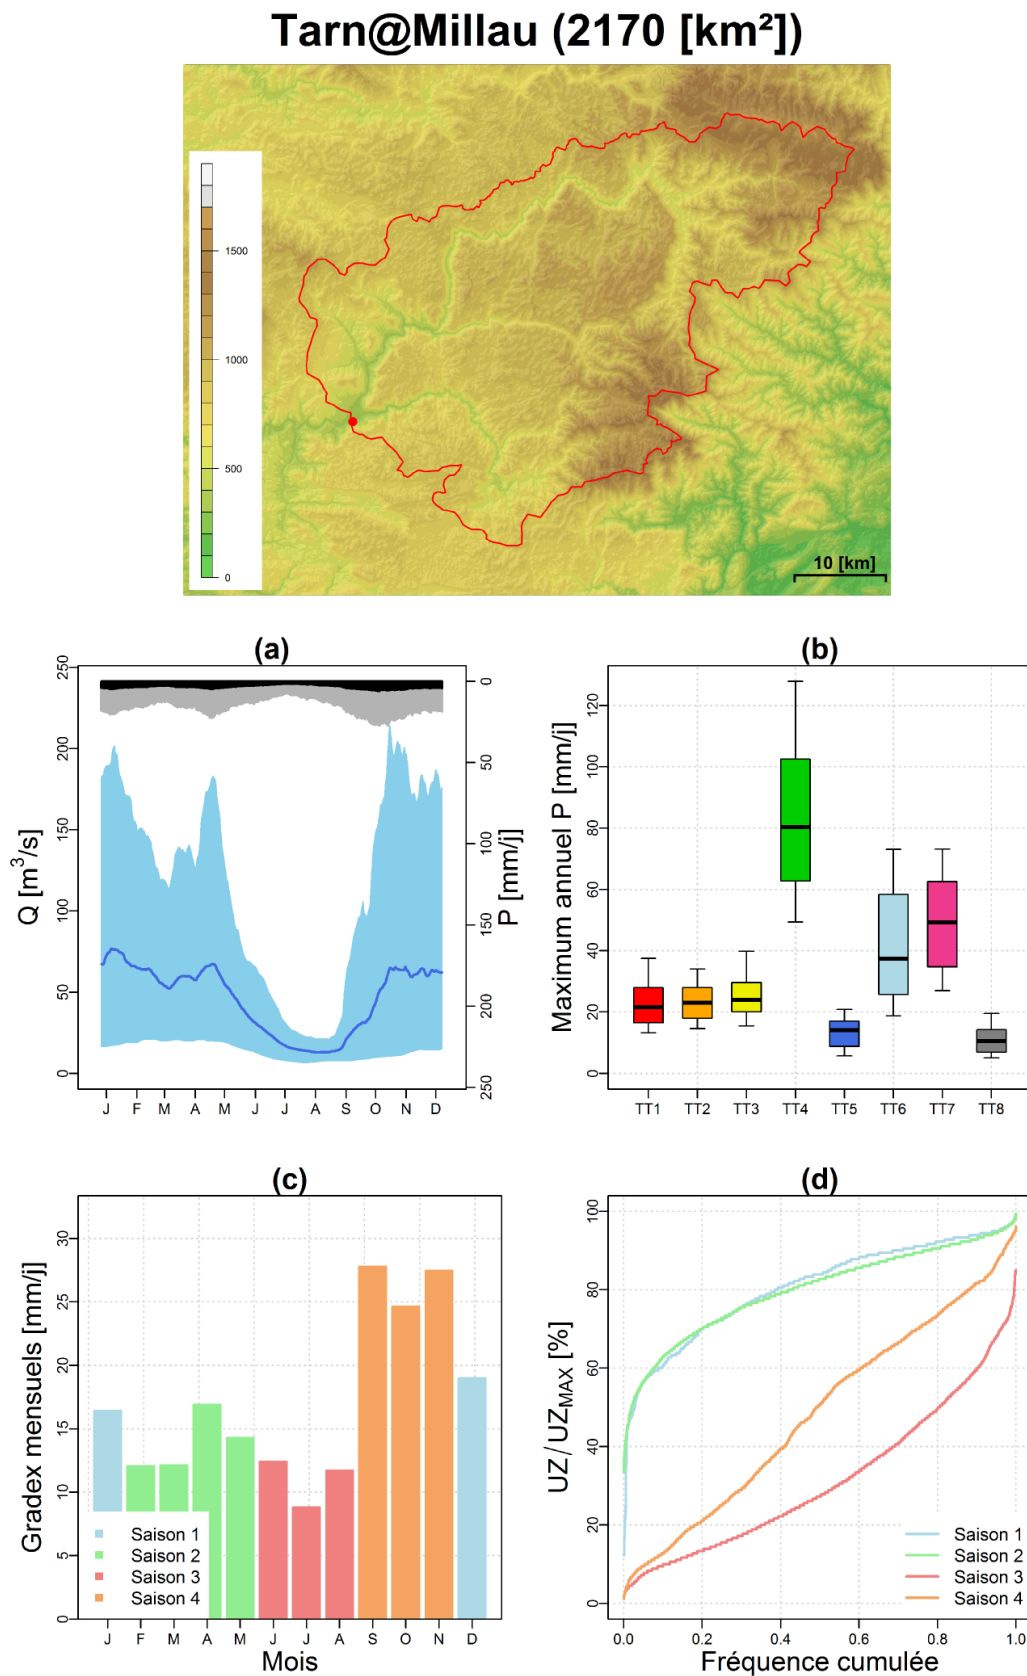 Tarn@Millau (2170 [km²])
1500
1000
500
0
10 [km]
(a)
250
200
150
100
50
0
Q [m³/s]
0
50
100
150
200
250
P [mm/j]
J F M A M J J A S O N D
(b)
Maximum annuel P [mm/j]
120
100
80
60
40
20
0
TT1 TT2 TT3 TT4 TT5 TT6 TT7 TT8
(c)
Gradex mensuels [mm/j]
30
25
20
15
10
5
0
Saison 1
Saison 2
Saison 3
Saison 4
J F M A M J J A S O N D
Mois
(d)
UZ/UZMAX [%]
100
80
60
40
20
0
Saison 1
Saison 2
Saison 3
Saison 4
0.0 0.2 0.4 0.6 0.8 1.0
Fréquence cumulée